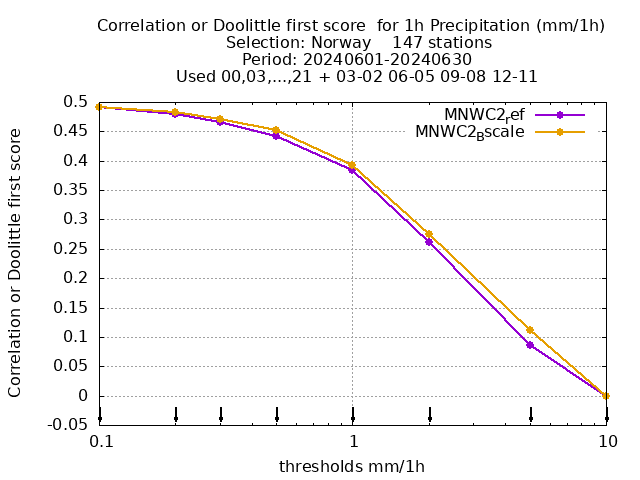 Correlation or Doolittle first score  for 1h Precipitation (mm/1h)
Selection: Norway    147 stations
Period: 20240601-20240630
Used 00,03,...,21 + 03-02 06-05 09-08 12-11
MNWC2ref
MNWC2Bscale
Correlation or Doolittle first score
0.5
0.45
0.4
0.35
0.3
0.25
0.2
0.15
0.1
0.05
0
-0.05
0.1 1 10
thresholds mm/1h